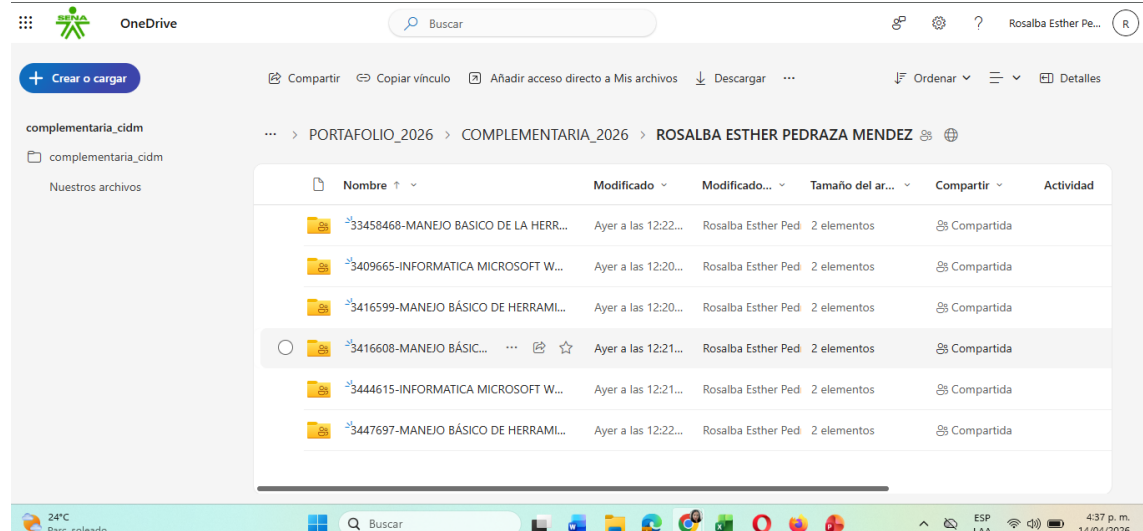 SENA
OneDrive
Buscar
?
Rosalba Esther Pe...
R
Crear o cargar
Compartir
Copiar vínculo
Añadir acceso directo a Mis archivos
Descargar
...
Ordenar
Detalles
complementaria_cidm
complementaria_cidm
Nuestros archivos
... > PORTAFOLIO_2026 > COMPLEMENTARIA_2026 > ROSALBA ESTHER PEDRAZA MENDEZ
Nombre ↑ Modificado Modificado... Tamaño del ar... Compartir Actividad
33458468-MANEJO BASICO DE LA HERR... Ayer a las 12:22... Rosalba Esther Ped 2 elementos Compartida
3409665-INFORMATICA MICROSOFT W... Ayer a las 12:20... Rosalba Esther Ped 2 elementos Compartida
3416599-MANEJO BÁSICO DE HERRAMI... Ayer a las 12:20... Rosalba Esther Ped 2 elementos Compartida
3416608-MANEJO BÁSIC... ... Ayer a las 12:21... Rosalba Esther Ped 2 elementos Compartida
3444615-INFORMATICA MICROSOFT W... Ayer a las 12:21... Rosalba Esther Ped 2 elementos Compartida
3447697-MANEJO BÁSICO DE HERRAMI... Ayer a las 12:22... Rosalba Esther Ped 2 elementos Compartida
24°C
Parc. soleado
Buscar
ESP
LAA
4:37 p. m.
14/04/2026